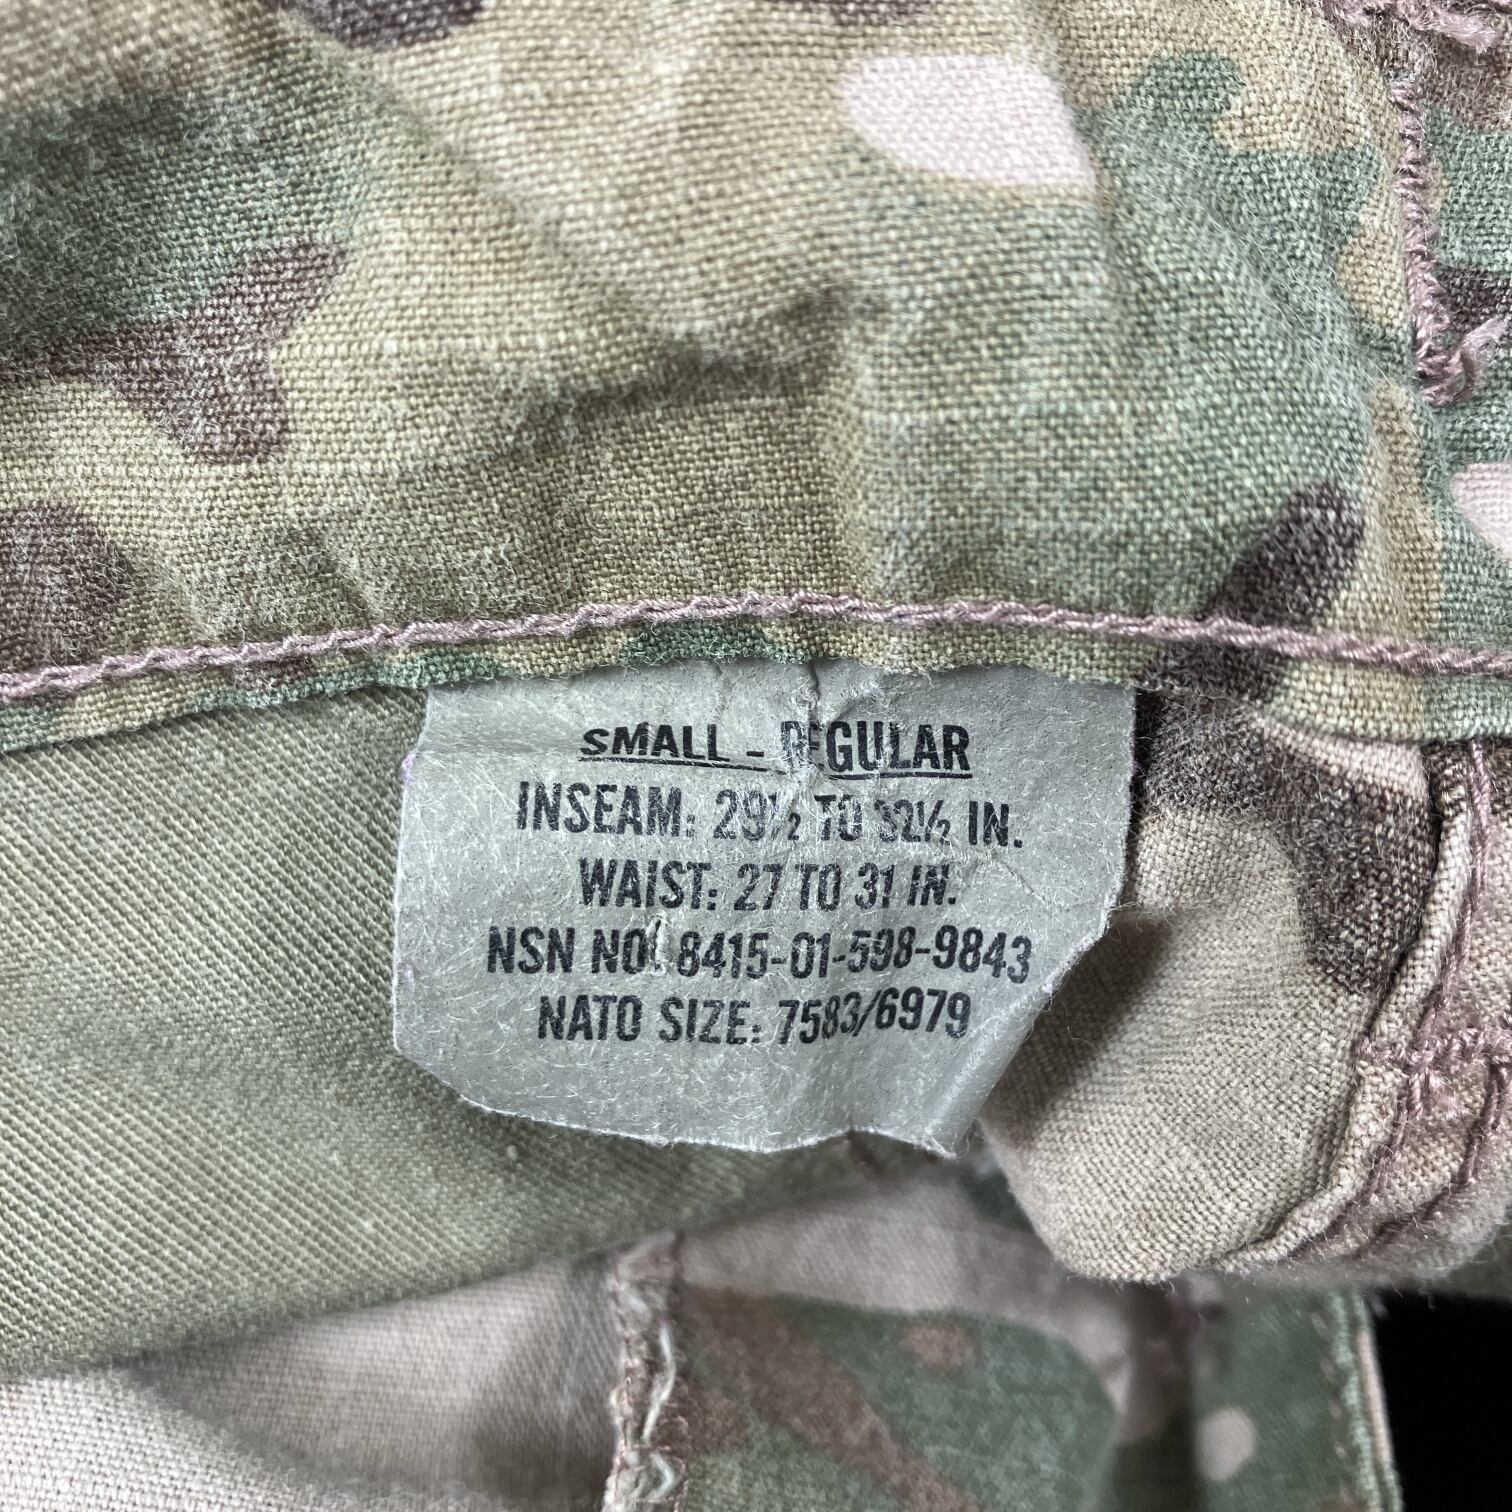 SMALL - REGULAR
INSEAM: 29½ TO 32½ IN.
WAIST: 27 TO 31 IN.
NSN NO. 8415-01-598-9843
NATO SIZE: 7583/6979